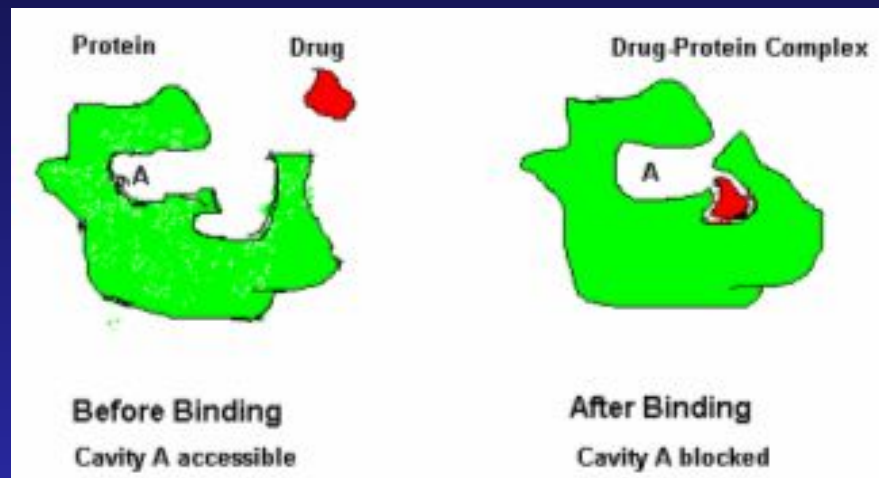 Protein
Drug
Drug-Protein Complex
A
A
Before Binding
After Binding
Cavity A accessible
Cavity A blocked